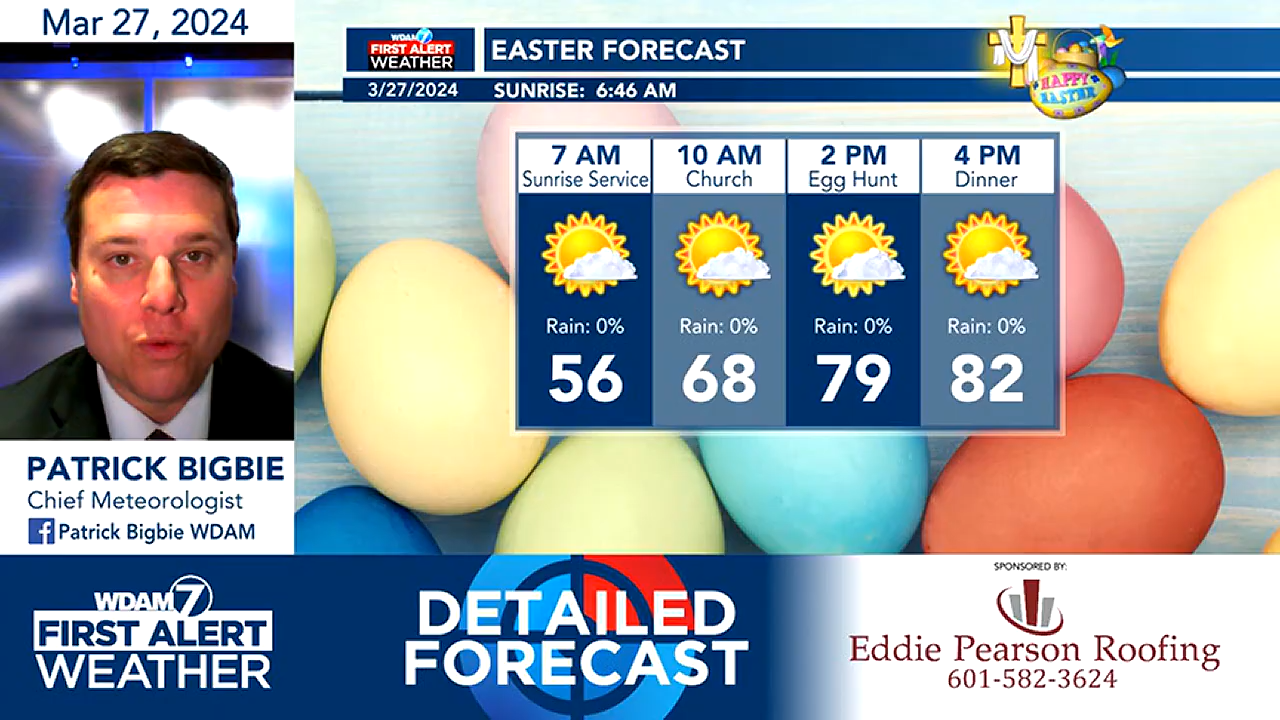 Mar 27, 2024
WDAM 7
FIRST ALERT
WEATHER
EASTER FORECAST
3/27/2024
SUNRISE: 6:46 AM
HAPPY
EASTER
7 AM
Sunrise Service
10 AM
Church
2 PM
Egg Hunt
4 PM
Dinner
Rain: 0%
Rain: 0%
Rain: 0%
Rain: 0%
56
68
79
82
PATRICK BIGBIE
Chief Meteorologist
f Patrick Bigbie WDAM
WDAM 7
FIRST ALERT
WEATHER
DETAILED
FORECAST
SPONSORED BY:
Eddie Pearson Roofing
601-582-3624